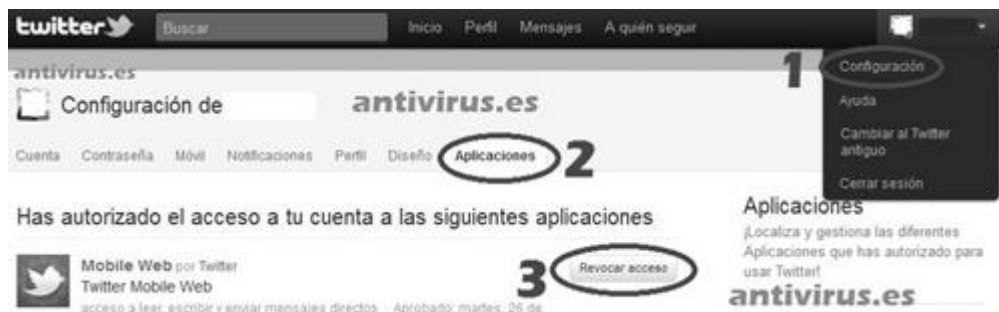 twitter
Buscar
Inicio Perfil Mensajes A quién seguir
antivirus.es
1
Configuración
Ayuda
Cambiar al Twitter
antiguo
Cerrar sesión
Configuración de
antivirus.es
Cuenta Contraseña Móvil Notificaciones Perfil Diseño Aplicaciones 2
Has autorizado el acceso a tu cuenta a las siguientes aplicaciones
Mobile Web por Twitter
Twitter Mobile Web
acceso a leer, escribir y enviar mensajes directos · Aprobado: martes, 26 de
3
Revocar acceso
Aplicaciones
¡Localiza y gestiona las diferentes
Aplicaciones que has autorizado para
usar Twitter!
antivirus.es